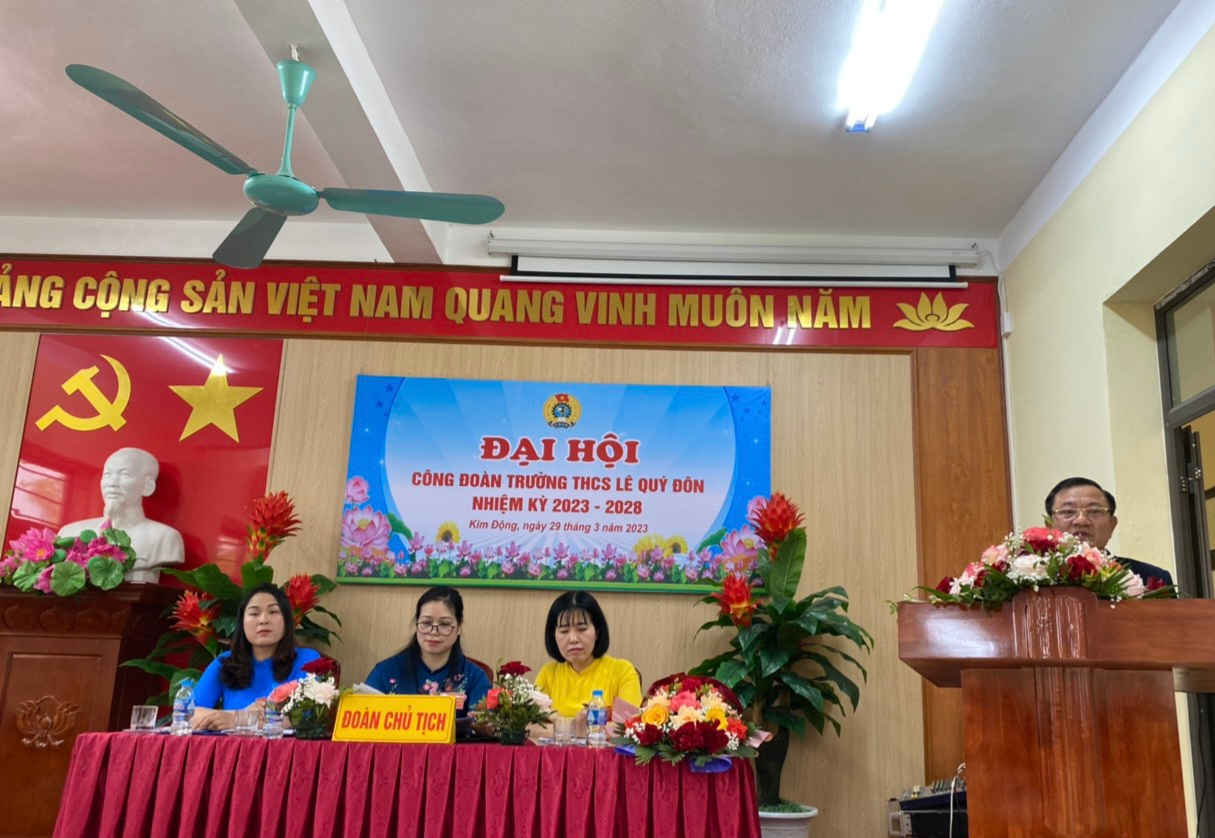 ẢNG CỘNG SẢN VIỆT NAM QUANG VINH MUÔN NĂM
ĐẠI HỘI
CÔNG ĐOÀN TRƯỜNG THCS LÊ QUÝ ĐÔN
NHIỆM KỲ 2023 - 2028
Kim Động, ngày 29 tháng 3 năm 2023
ĐOÀN CHỦ TỊCH